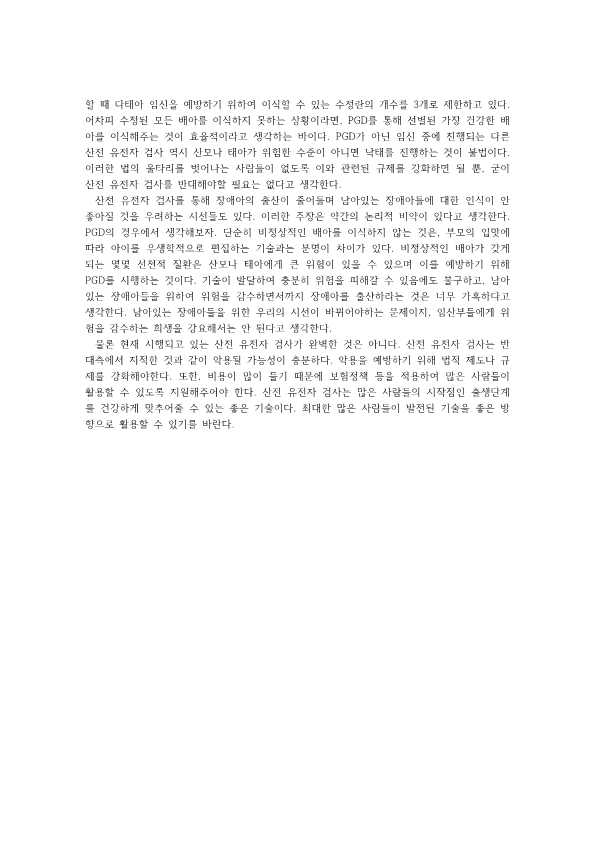 할 때 다태아 임신을 예방하기 위하여 이식할 수 있는 수정란의 개수를 3개로 제한하고 있다.
어차피 수정된 모든 배아를 이식하지 못하는 상황이라면, PGD를 통해 선별된 가장 건강한 배
아를 이식해주는 것이 효율적이라고 생각하는 바이다. PGD가 아닌 임신 중에 진행되는 다른
산전 유전자 검사 역시 산모나 태아가 위험한 수준이 아니면 낙태를 진행하는 것이 불법이다.
이러한 법의 울타리를 벗어나는 사람들이 없도록 이와 관련된 규제를 강화하면 될 뿐, 굳이
산전 유전자 검사를 반대해야할 필요는 없다고 생각한다.
산전 유전자 검사를 통해 장애아의 출산이 줄어들며 남아있는 장애아들에 대한 인식이 안
좋아질 것을 우려하는 시선들도 있다. 이러한 주장은 약간의 논리적 비약이 있다고 생각한다.
PGD의 경우에서 생각해보자. 단순히 비정상적인 배아를 이식하지 않는 것은, 부모의 입맛에
따라 아이를 우생학적으로 편집하는 기술과는 분명이 차이가 있다. 비정상적인 배아가 갖게
되는 몇몇 선천적 질환은 산모나 태아에게 큰 위험이 있을 수 있으며 이를 예방하기 위해
PGD를 시행하는 것이다. 기술이 발달하여 충분히 위험을 피해갈 수 있음에도 불구하고, 남아
있는 장애아들을 위하여 위험을 감수하면서까지 장애아를 출산하라는 것은 너무 가혹하다고
생각한다. 남아있는 장애아들을 위한 우리의 시선이 바뀌어야하는 문제이지, 임산부들에게 위
험을 감수하는 희생을 강요해서는 안 된다고 생각한다.
물론 현재 시행되고 있는 산전 유전자 검사가 완벽한 것은 아니다. 산전 유전자 검사는 반
대측에서 지적한 것과 같이 악용될 가능성이 충분하다. 악용을 예방하기 위해 법적 제도나 규
제를 강화해야한다. 또한, 비용이 많이 들기 때문에 보험정책 등을 적용하여 많은 사람들이
활용할 수 있도록 지원해주어야 한다. 산전 유전자 검사는 많은 사람들의 시작점인 출생단계
를 건강하게 맞추어줄 수 있는 좋은 기술이다. 최대한 많은 사람들이 발전된 기술을 좋은 방
향으로 활용할 수 있기를 바란다.